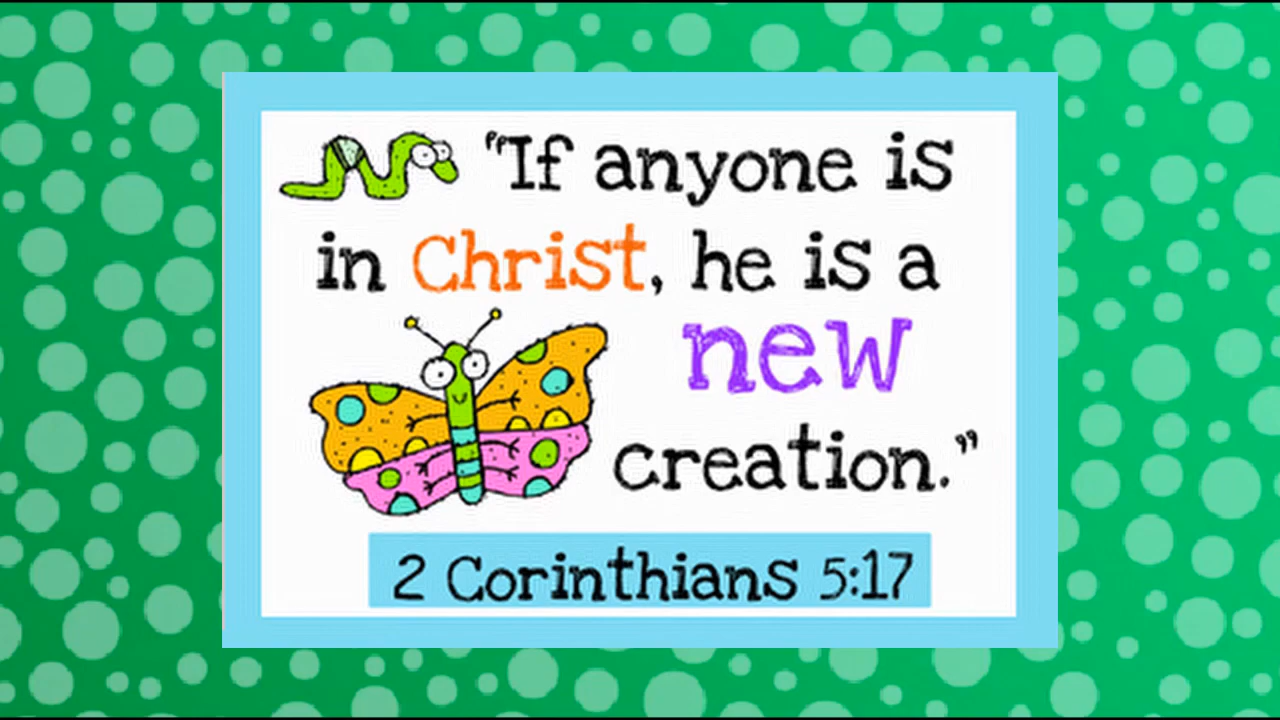 "If anyone is
in Christ, he is a
new
creation."
2 Corinthians 5:17